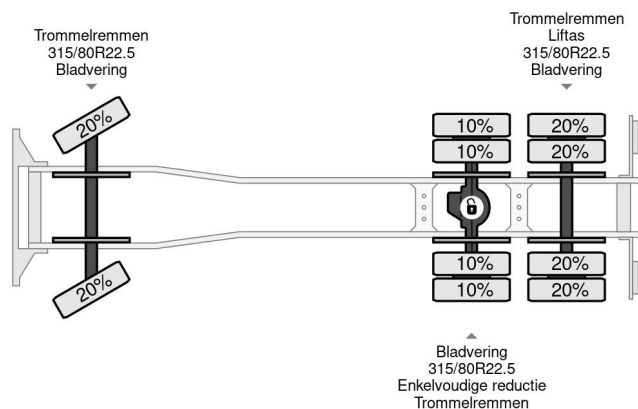 Trommelremmen
315/80R22.5
Bladvering
Trommelremmen
Liftas
315/80R22.5
Bladvering
20%
10%
20%
10%
20%
20%
10%
20%
10%
20%
Bladvering
315/80R22.5
Enkelvoudige reductie
Trommelremmen